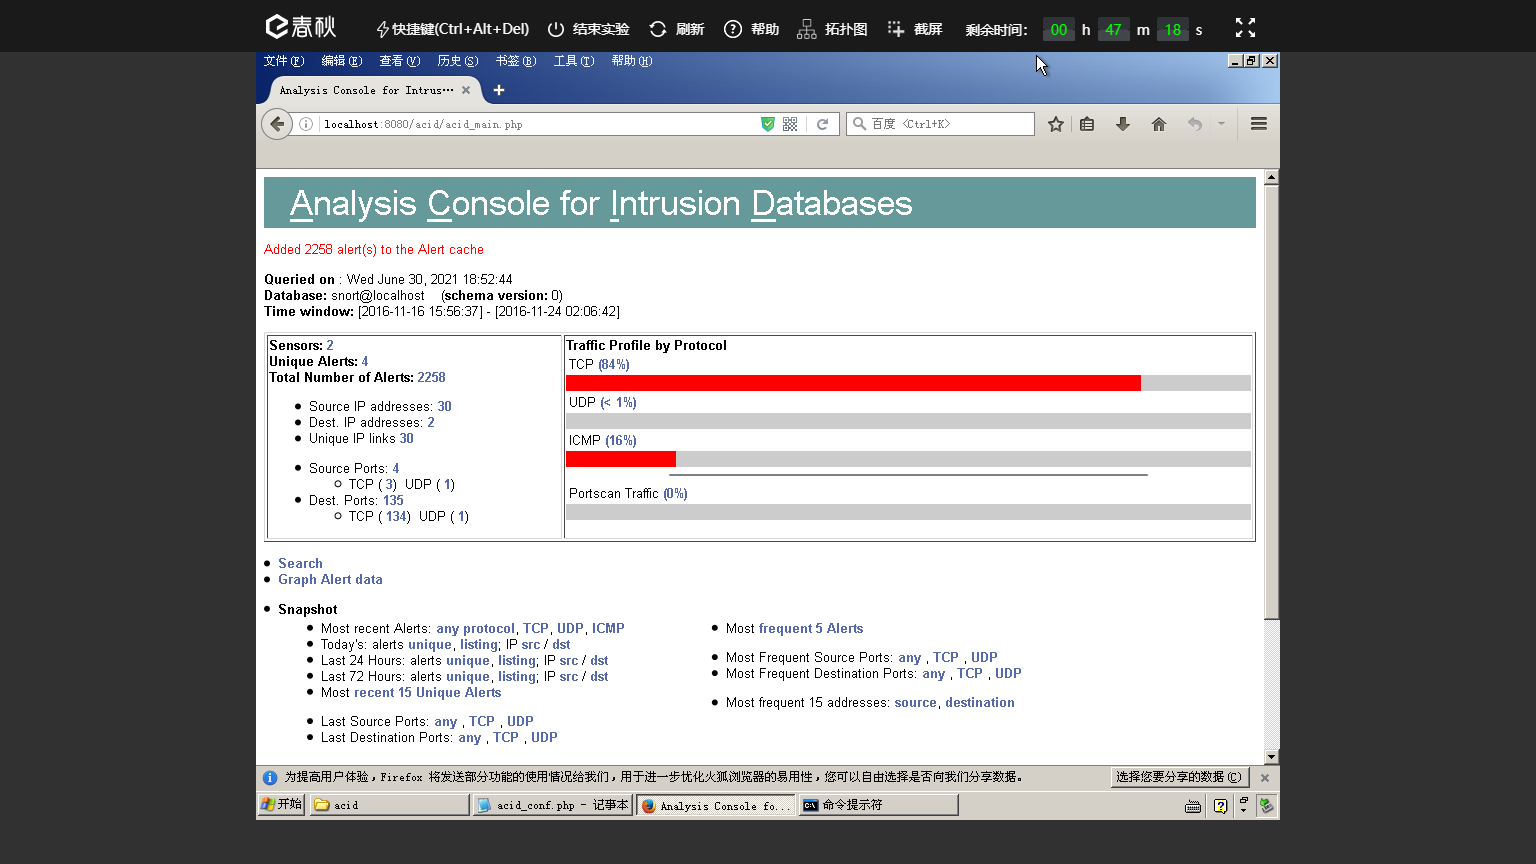 春秋 快捷键(Ctrl+Alt+Del) 结束实验 刷新 帮助 拓扑图 截屏 剩余时间: 00 h 47 m 18 s
文件(F) 编辑(E) 查看(V) 历史(S) 书签(B) 工具(T) 帮助(H)
Analysis Console for Intrus···
localhost:8080/acid/acid_main.php 百度 <Ctrl+K>
Analysis Console for Intrusion Databases
Added 2258 alert(s) to the Alert cache
Queried on : Wed June 30, 2021 18:52:44
Database: snort@localhost (schema version: 0)
Time window: [2016-11-16 15:56:37] - [2016-11-24 02:06:42]
Sensors: 2
Unique Alerts: 4
Total Number of Alerts: 2258
Source IP addresses: 30
Dest. IP addresses: 2
Unique IP links 30
Source Ports: 4
TCP ( 3) UDP ( 1)
Dest. Ports: 135
TCP ( 134) UDP ( 1)
Traffic Profile by Protocol
TCP (84%)
UDP (< 1%)
ICMP (16%)
Portscan Traffic (0%)
Search
Graph Alert data
Snapshot
Most recent Alerts: any protocol, TCP, UDP, ICMP
Today's: alerts unique, listing; IP src / dst
Last 24 Hours: alerts unique, listing; IP src / dst
Last 72 Hours: alerts unique, listing; IP src / dst
Most recent 15 Unique Alerts
Last Source Ports: any , TCP , UDP
Last Destination Ports: any , TCP , UDP
Most frequent 5 Alerts
Most Frequent Source Ports: any , TCP , UDP
Most Frequent Destination Ports: any , TCP , UDP
Most frequent 15 addresses: source, destination
为提高用户体验，Firefox 将发送部分功能的使用情况给我们，用于进一步优化火狐浏览器的易用性，您可以自由选择是否向我们分享数据。 选择您要分享的数据(C)
开始 acid acid_conf.php - 记事本 Analysis Console fo... 命令提示符